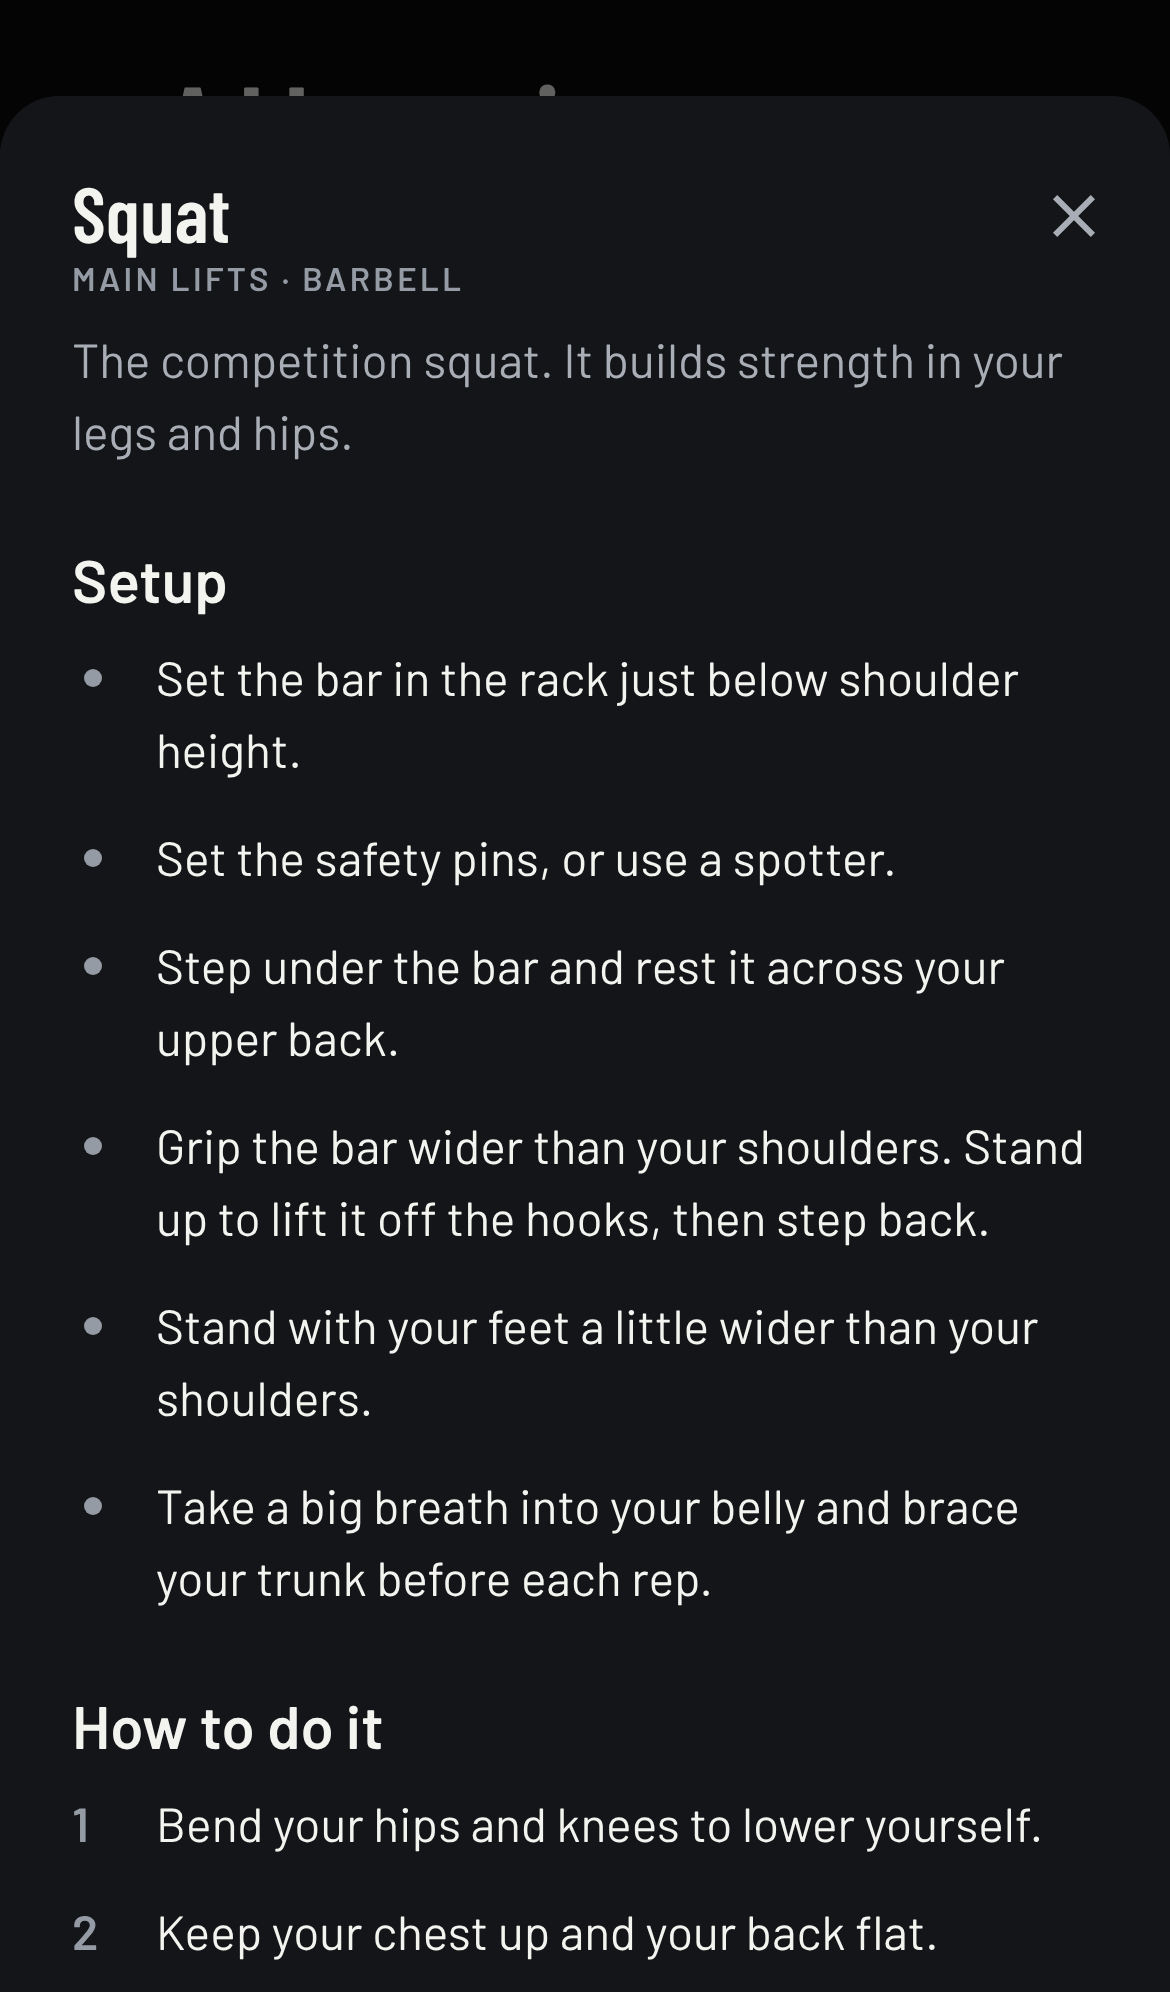 Squat
MAIN LIFTS · BARBELL
The competition squat. It builds strength in your
legs and hips.
Setup
• Set the bar in the rack just below shoulder
height.
• Set the safety pins, or use a spotter.
• Step under the bar and rest it across your
upper back.
• Grip the bar wider than your shoulders. Stand
up to lift it off the hooks, then step back.
• Stand with your feet a little wider than your
shoulders.
• Take a big breath into your belly and brace
your trunk before each rep.
How to do it
1 Bend your hips and knees to lower yourself.
2 Keep your chest up and your back flat.